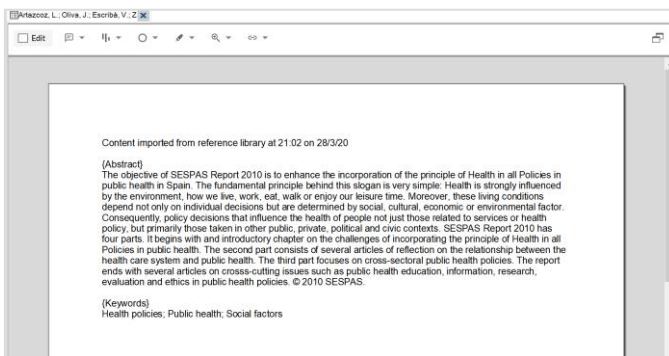 Artazcoz, L.; Oliva, J.; Escribà, V.; Z
Edit
Content imported from reference library at 21:02 on 28/3/20
{Abstract}
The objective of SESPAS Report 2010 is to enhance the incorporation of the principle of Health in all Policies in
public health in Spain. The fundamental principle behind this slogan is very simple: Health is strongly influenced
by the environment, how we live, work, eat, walk or enjoy our leisure time. Moreover, these living conditions
depend not only on individual decisions but are determined by social, cultural, economic or environmental factor.
Consequently, policy decisions that influence the health of people not just those related to services or health
policy, but primarily those taken in other public, private, political and civic contexts. SESPAS Report 2010 has
four parts. It begins with and introductory chapter on the challenges of incorporating the principle of Health in all
Policies in public health. The second part consists of several articles of reflection on the relationship between the
health care system and public health. The third part focuses on cross-sectoral public health policies. The report
ends with several articles on crosss-cutting issues such as public health education, information, research,
evaluation and ethics in public health policies. © 2010 SESPAS.
{Keywords}
Health policies; Public health; Social factors